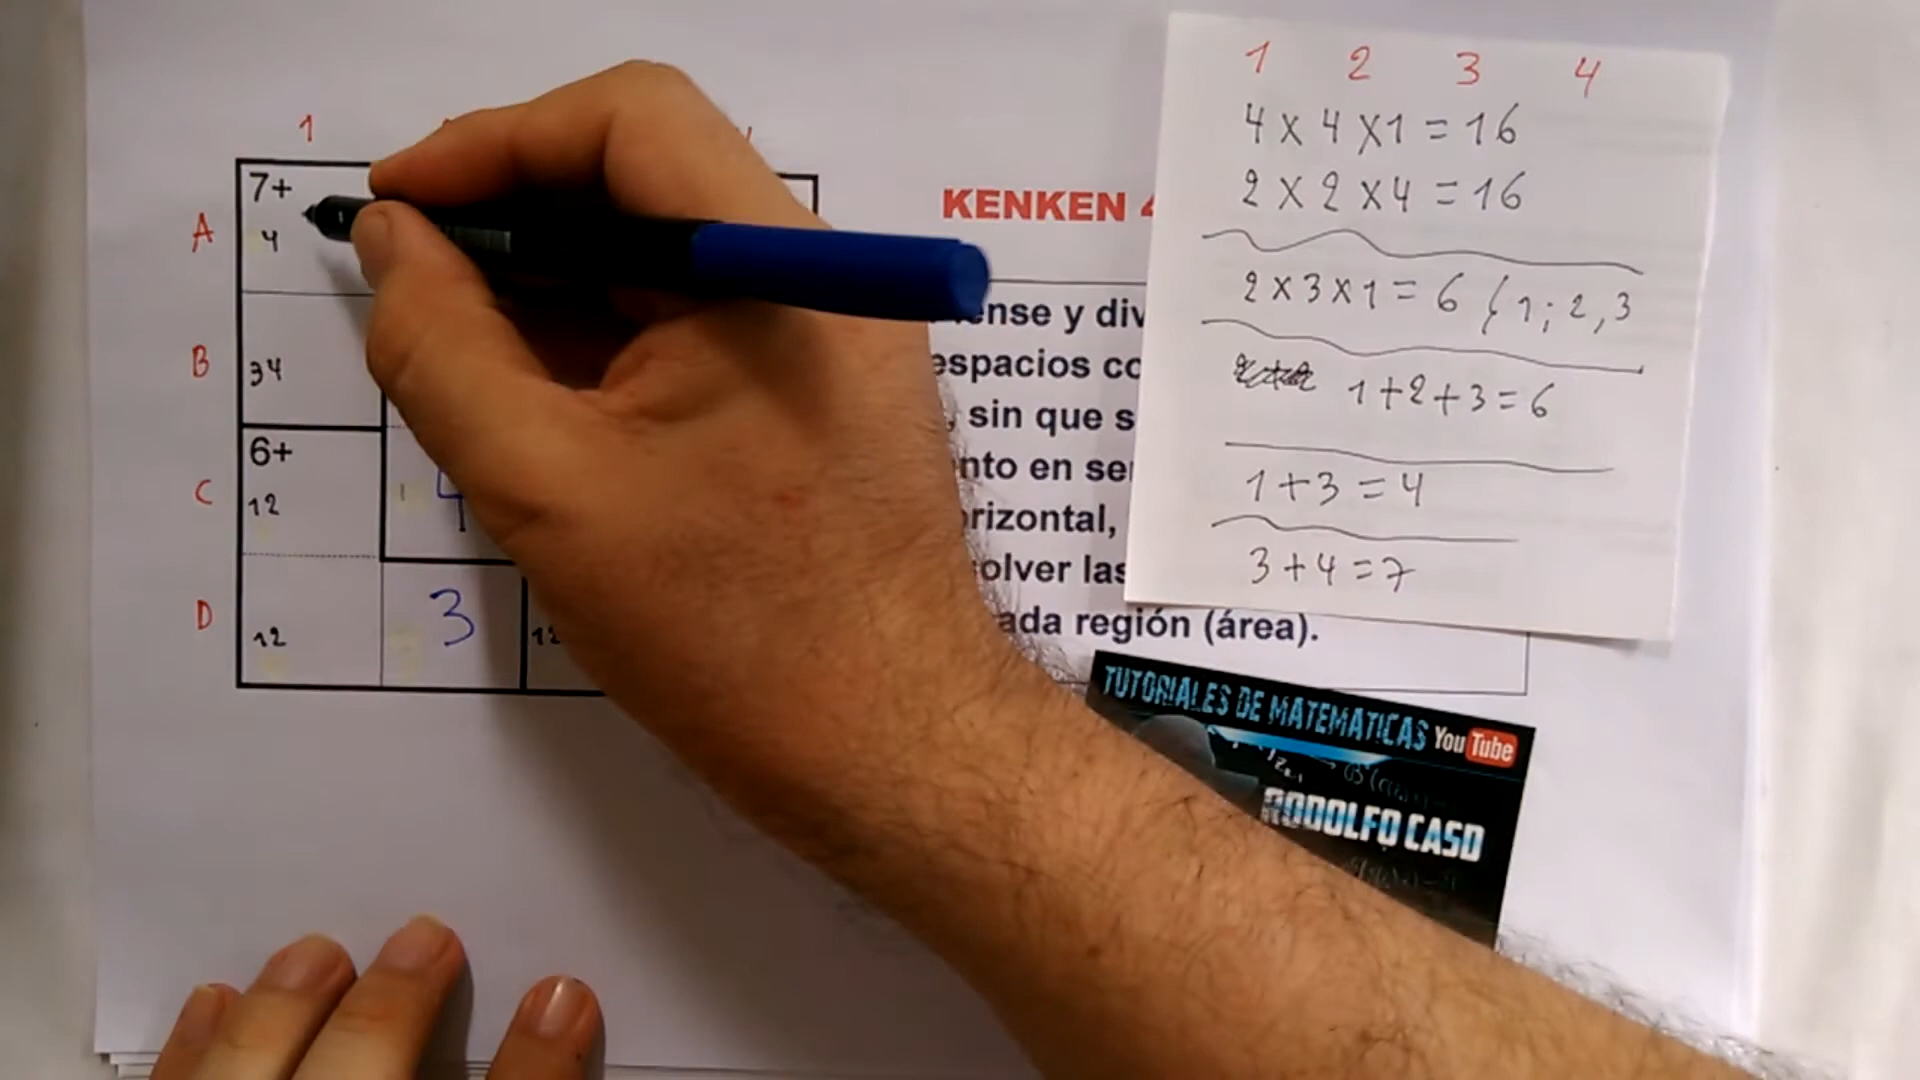 1
7+
A
4
B
34
6+
C
12
1
4
D
12
3
12
KENKEN
ense y div
espacios co
, sin que s
nto en se
rizontal,
olver las
ada región (área).
1 2 3 4
4 x 4 x 1 = 16
2 x 2 x 4 = 16
2 x 3 x 1 = 6 { 1; 2, 3
1 + 2 + 3 = 6
1 + 3 = 4
3 + 4 = 7
TUTORIALES DE MATEMATICAS YouTube
RODOLFO CASO